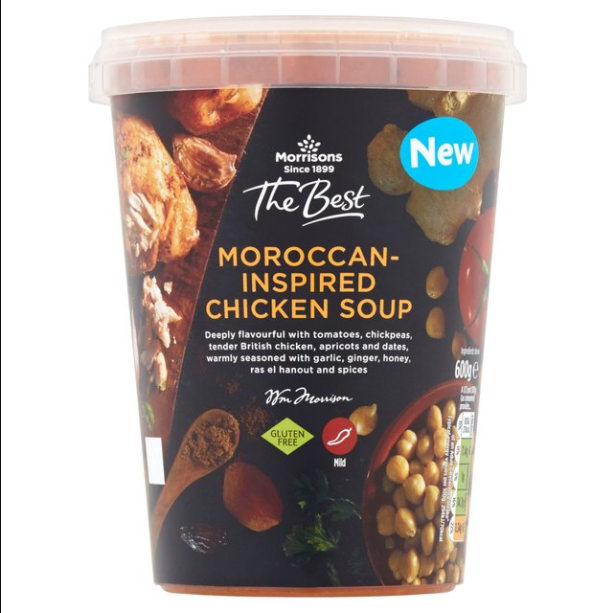 New
Morrisons
Since 1899
The Best
MOROCCAN-
INSPIRED
CHICKEN SOUP
Deeply flavourful with tomatoes, chickpeas,
tender British chicken, apricots and dates,
warmly seasoned with garlic, ginger, honey,
ras el hanout and spices
Wm Morrison
600g e
GLUTEN
FREE
Mild